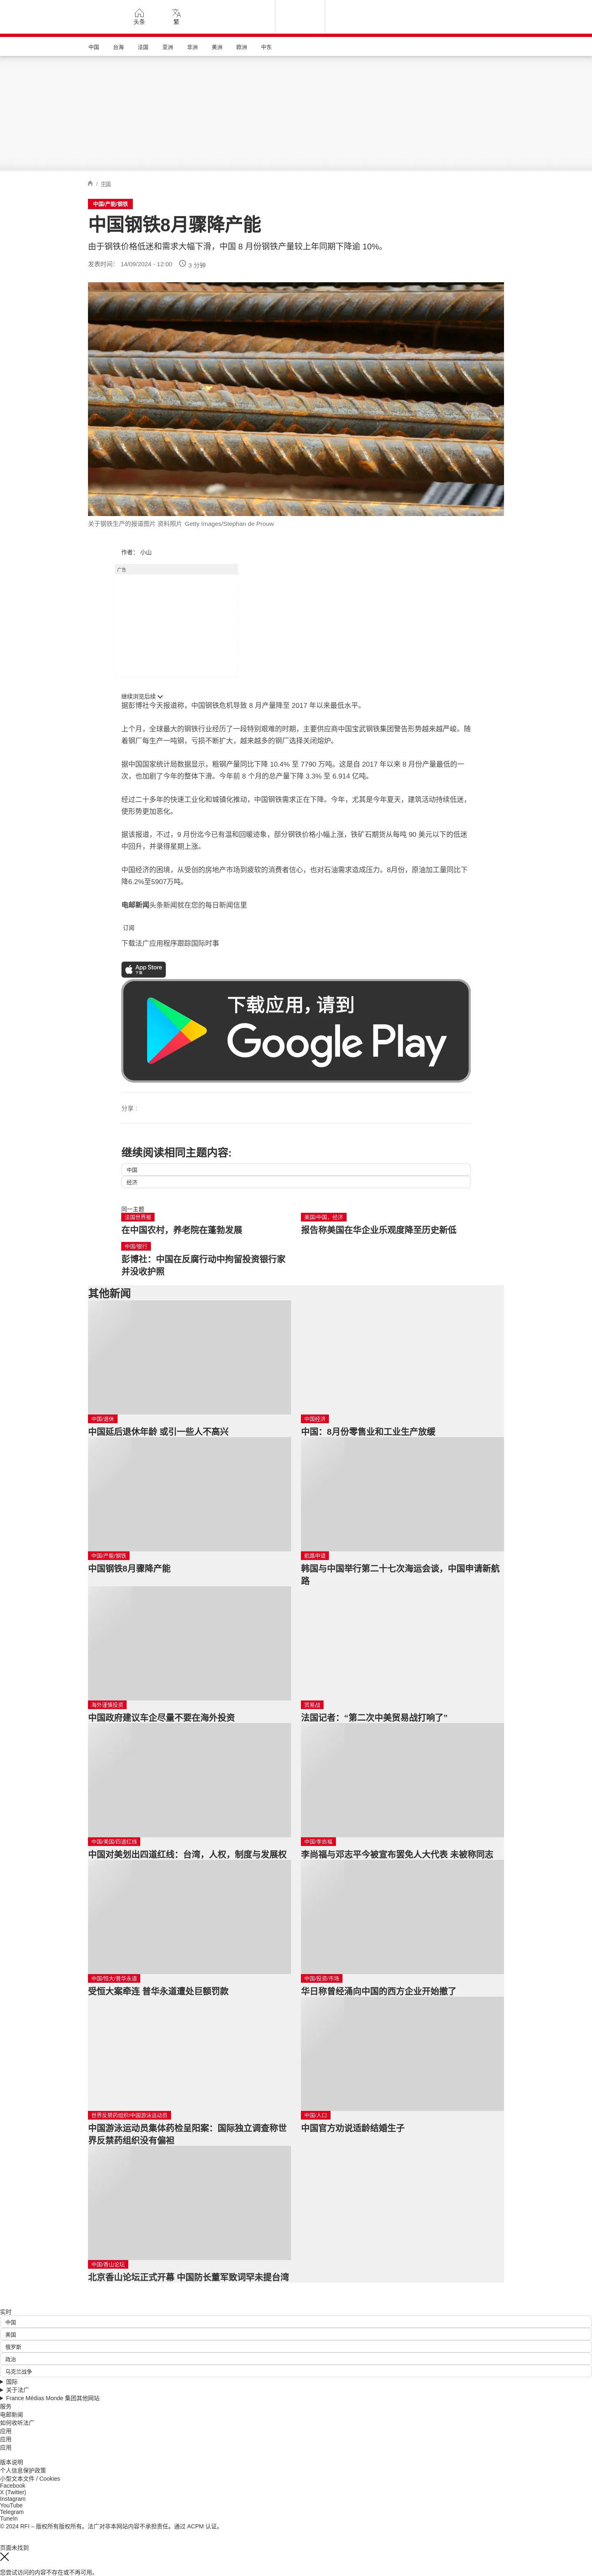 头条
繁
中国
台海
法国
亚洲
非洲
美洲
欧洲
中东
/ 中国
中国/产能/钢铁
中国钢铁8月骤降产能
由于钢铁价格低迷和需求大幅下滑，中国 8 月份钢铁产量较上年同期下降逾 10%。
发表时间： 14/09/2024 - 12:00
3 分钟
关于钢铁生产的报道图片 资料照片 Getty Images/Stephan de Prouw
作者： 小山
广告
继续浏览后续
据彭博社今天报道称，中国钢铁危机导致 8 月产量降至 2017 年以来最低水平。
上个月，全球最大的钢铁行业经历了一段特别艰难的时期，主要供应商中国宝武钢铁集团警告形势越来越严峻。随
着钢厂每生产一吨钢，亏损不断扩大，越来越多的钢厂选择关闭熔炉。
据中国国家统计局数据显示，粗钢产量同比下降 10.4% 至 7790 万吨。这是自 2017 年以来 8 月份产量最低的一
次，也加剧了今年的整体下滑。今年前 8 个月的总产量下降 3.3% 至 6.914 亿吨。
经过二十多年的快速工业化和城镇化推动，中国钢铁需求正在下降。今年，尤其是今年夏天，建筑活动持续低迷，
使形势更加恶化。
据该报道，不过，9 月份迄今已有温和回暖迹象，部分钢铁价格小幅上涨，铁矿石期货从每吨 90 美元以下的低迷
中回升，并录得星期上涨。
中国经济的困境，从受创的房地产市场到疲软的消费者信心，也对石油需求造成压力。8月份，原油加工量同比下
降6.2%至5907万吨。
电邮新闻头条新闻就在您的每日新闻信里
订阅
下载法广应用程序跟踪国际时事
App Store
下载
下载应用，请到
Google Play
分享 :
继续阅读相同主题内容:
中国
经济
同一主题
法国世界报
在中国农村，养老院在蓬勃发展
美国/中国，经济
报告称美国在华企业乐观度降至历史新低
中国/银行
彭博社：中国在反腐行动中拘留投资银行家
并没收护照
其他新闻
中国/退休
中国延后退休年龄 或引一些人不高兴
中国经济
中国：8月份零售业和工业生产放缓
中国/产能/钢铁
中国钢铁8月骤降产能
航路申请
韩国与中国举行第二十七次海运会谈，中国申请新航
路
海外谨慎投资
中国政府建议车企尽量不要在海外投资
贸易战
法国记者：“第二次中美贸易战打响了”
中国/美国/四道红线
中国对美划出四道红线：台湾，人权，制度与发展权
中国/李尚福
李尚福与邓志平今被宣布罢免人大代表 未被称同志
中国/恒大/普华永道
受恒大案牵连 普华永道遭处巨额罚款
中国/投资/市场
华日称曾经涌向中国的西方企业开始撤了
世界反禁药组织/中国游泳运动员
中国游泳运动员集体药检呈阳案：国际独立调查称世
界反禁药组织没有偏袒
中国/人口
中国官方劝说适龄结婚生子
中国/香山论坛
北京香山论坛正式开幕 中国防长董军致词罕未提台湾
实时
中国
美国
俄罗斯
政治
乌克兰战争
国际
关于法广
France Médias Monde 集团其他网站
服务
电邮新闻
如何收听法广
应用
应用
应用
版本说明
个人信息保护政策
小型文本文件 / Cookies
Facebook
X (Twitter)
Instagram
YouTube
Telegram
TuneIn
© 2024 RFI – 版权所有版权所有。法广对非本网站内容不承担责任。通过 ACPM 认证。
页面未找到
您尝试访问的内容不存在或不再可用。